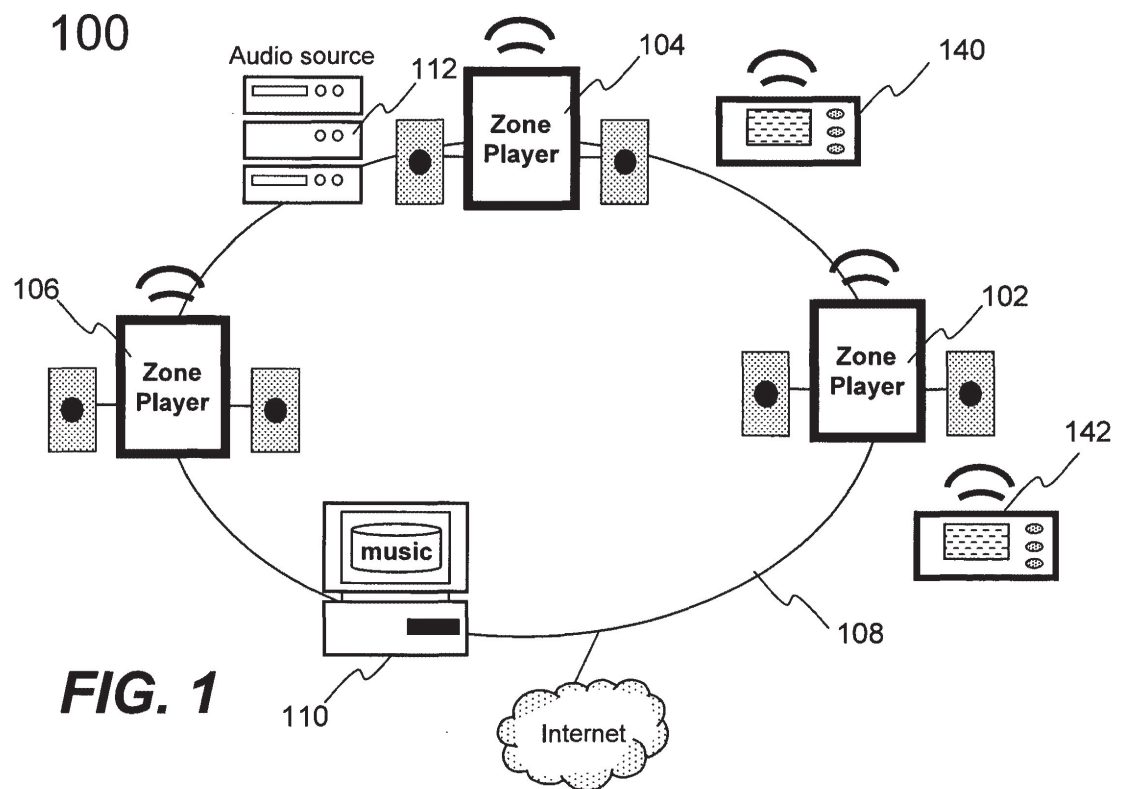 100
Audio source
112
104
140
Zone
Player
106
102
Zone
Player
Zone
Player
142
music
108
FIG. 1
110
Internet